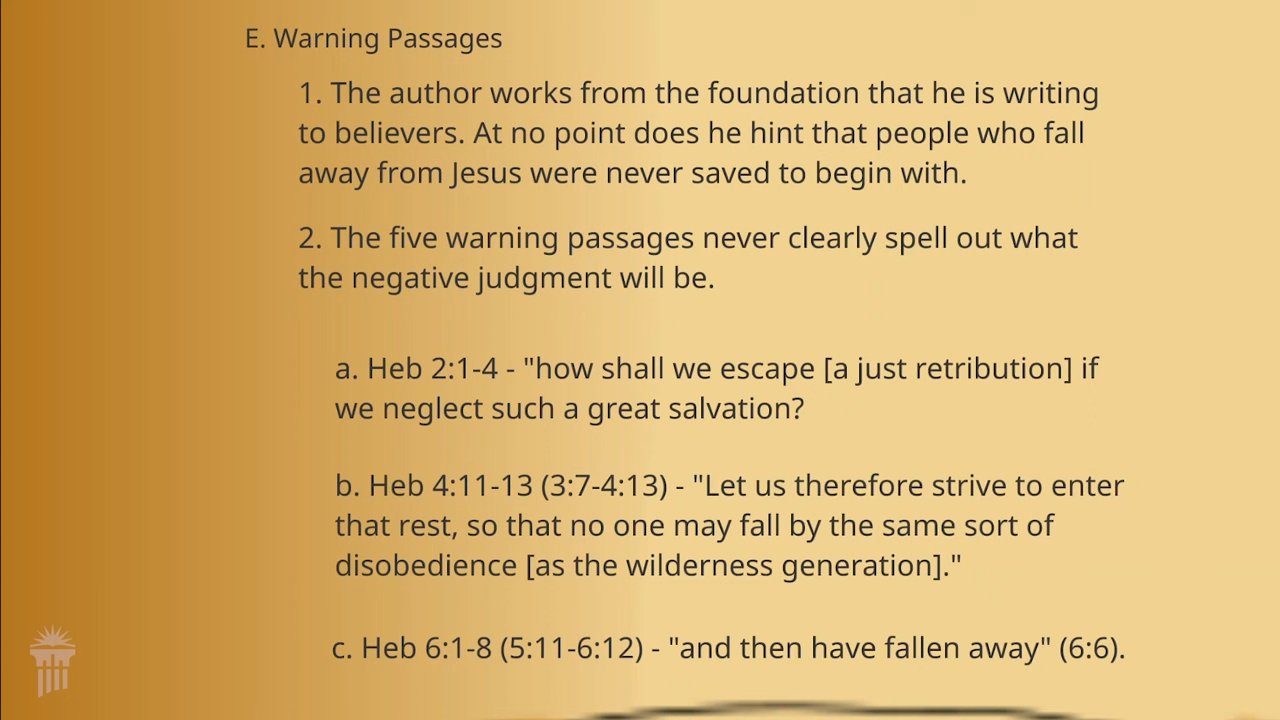 E. Warning Passages
1. The author works from the foundation that he is writing
to believers. At no point does he hint that people who fall
away from Jesus were never saved to begin with.
2. The five warning passages never clearly spell out what
the negative judgment will be.
a. Heb 2:1-4 - "how shall we escape [a just retribution] if
we neglect such a great salvation?
b. Heb 4:11-13 (3:7-4:13) - "Let us therefore strive to enter
that rest, so that no one may fall by the same sort of
disobedience [as the wilderness generation]."
c. Heb 6:1-8 (5:11-6:12) - "and then have fallen away" (6:6).